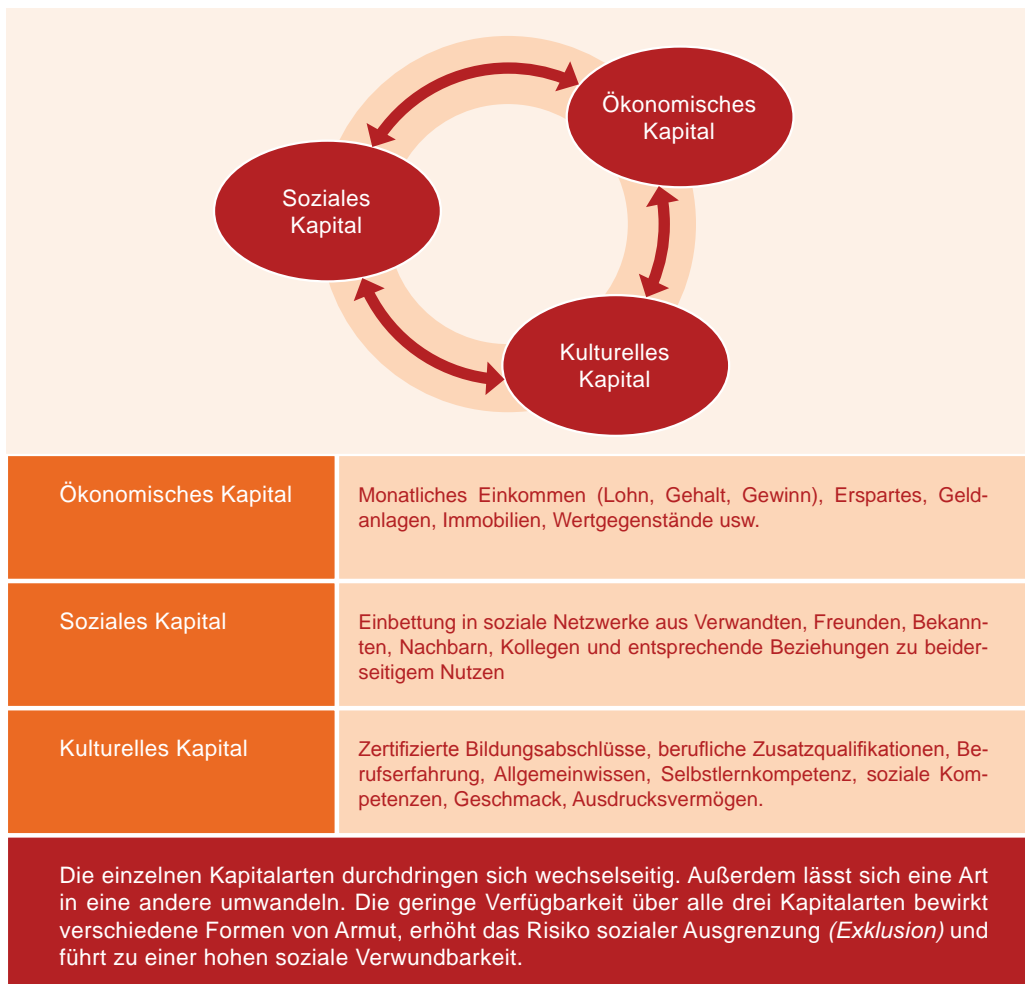 Ökonomisches
Kapital
Soziales
Kapital
Kulturelles
Kapital
Ökonomisches Kapital
Monatliches Einkommen (Lohn, Gehalt, Gewinn), Erspartes, Geld-
anlagen, Immobilien, Wertgegenstände usw.
Soziales Kapital
Einbettung in soziale Netzwerke aus Verwandten, Freunden, Bekann-
ten, Nachbarn, Kollegen und entsprechende Beziehungen zu beider-
seitigem Nutzen
Kulturelles Kapital
Zertifizierte Bildungsabschlüsse, berufliche Zusatzqualifikationen, Be-
rufserfahrung, Allgemeinwissen, Selbstlernkompetenz, soziale Kom-
petenzen, Geschmack, Ausdrucksvermögen.
Die einzelnen Kapitalarten durchdringen sich wechselseitig. Außerdem lässt sich eine Art
in eine andere umwandeln. Die geringe Verfügbarkeit über alle drei Kapitalarten bewirkt
verschiedene Formen von Armut, erhöht das Risiko sozialer Ausgrenzung (Exklusion) und
führt zu einer hohen soziale Verwundbarkeit.